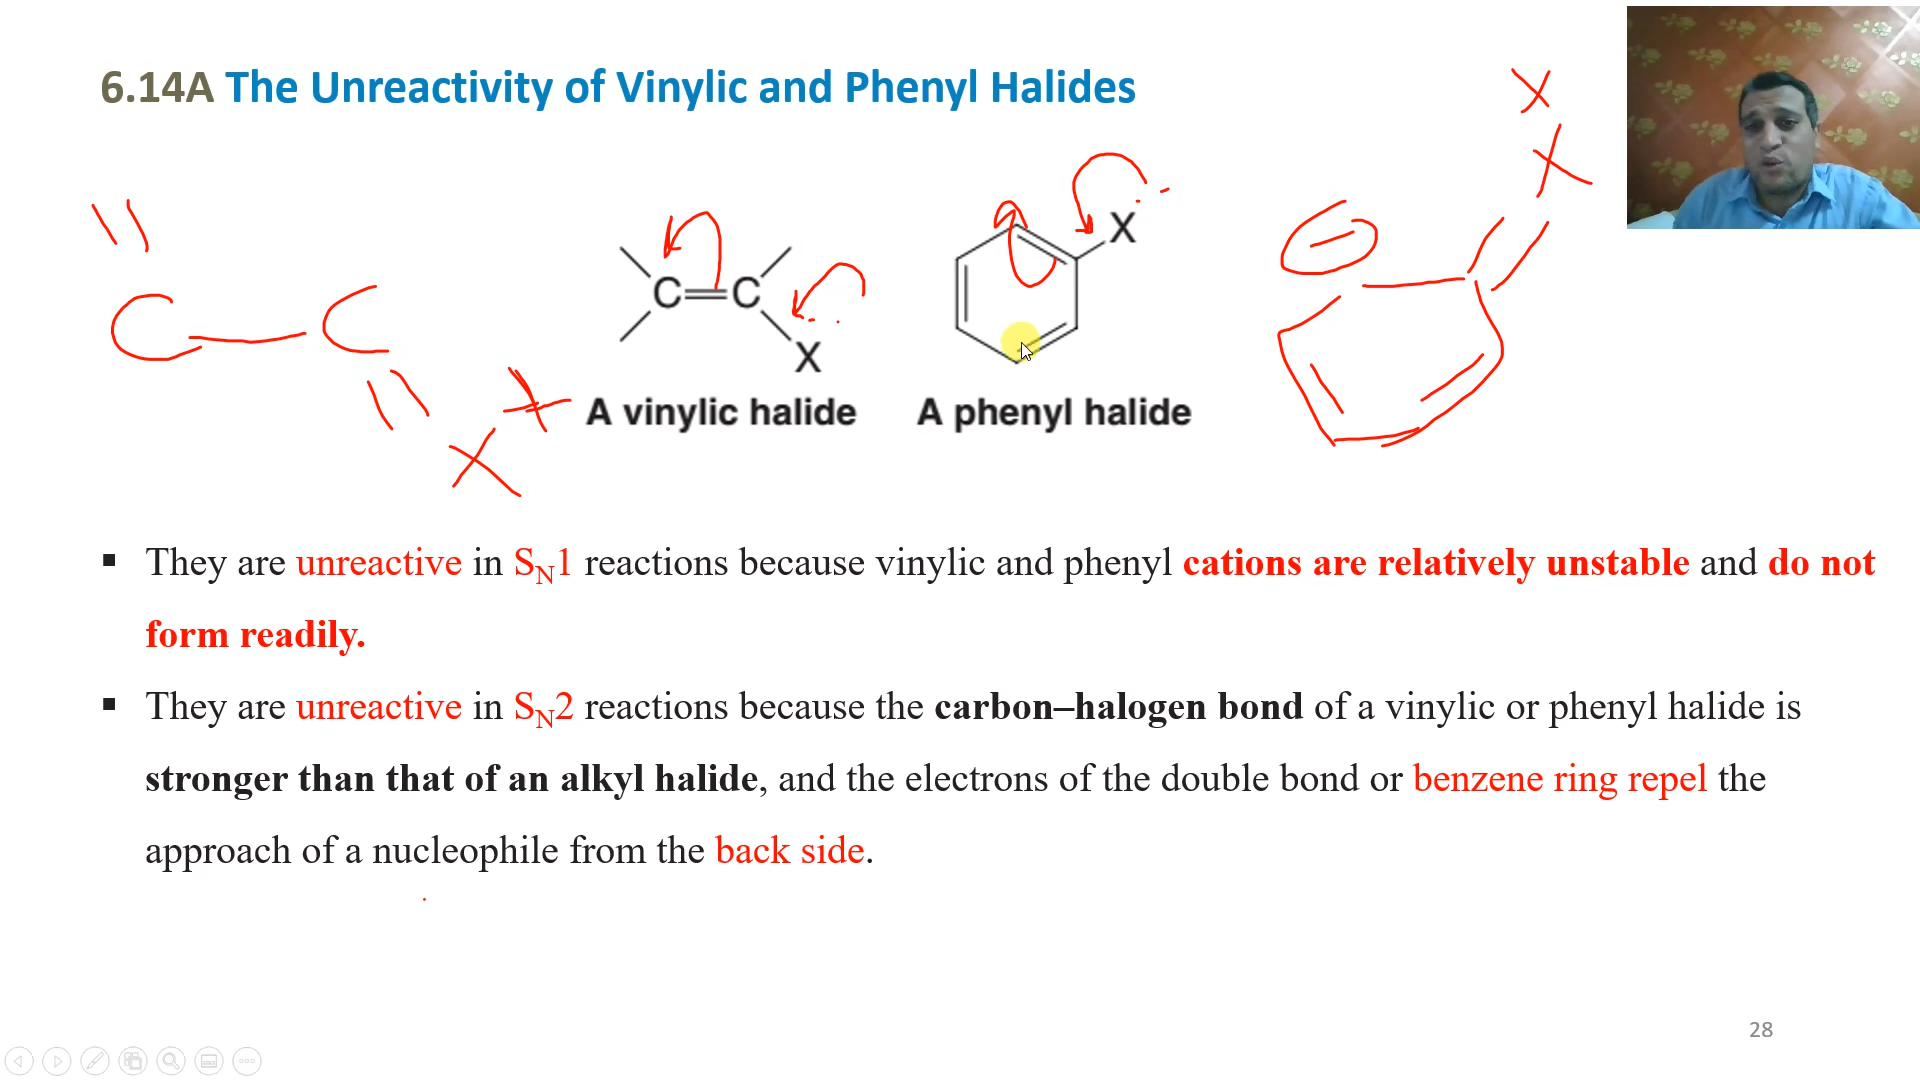 6.14A The Unreactivity of Vinylic and Phenyl Halides
X
X
C=C
X
X
C—C
X
A vinylic halide
A phenyl halide
▪ They are unreactive in SN1 reactions because vinylic and phenyl cations are relatively unstable and do not
form readily.
▪ They are unreactive in SN2 reactions because the carbon–halogen bond of a vinylic or phenyl halide is
stronger than that of an alkyl halide, and the electrons of the double bond or benzene ring repel the
approach of a nucleophile from the back side.
28